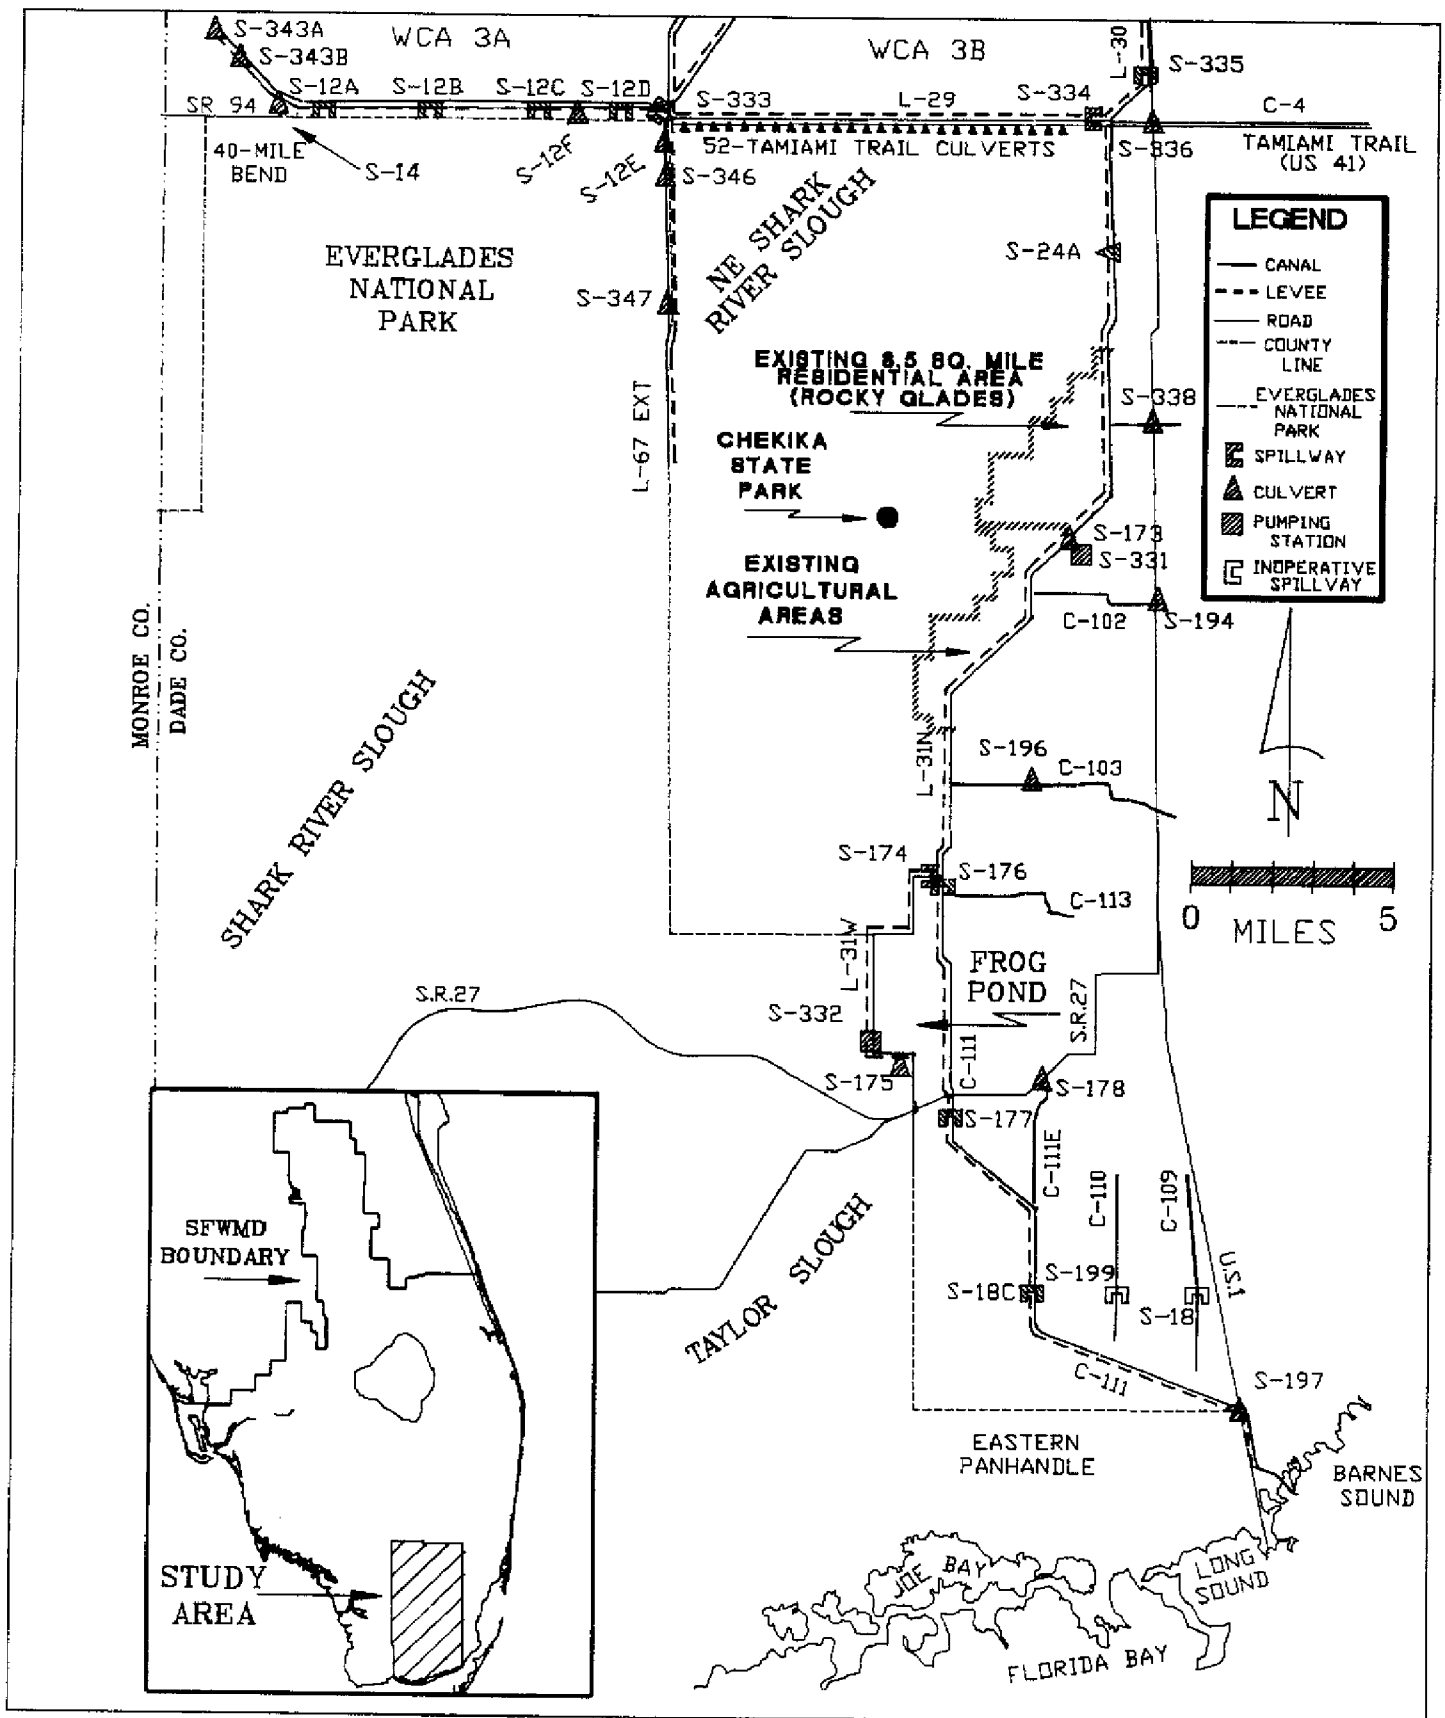 S-343A
WCA 3A
WCA 3B
L-30
S-335
S-343B
S-12A
S-12B
S-12C
S-12D
SR 94
S-333
L-29
S-334
C-4
40-MILE
BEND
S-14
S-12F
S-12E
52-TAMIAMI TRAIL CULVERTS
S-336
TAMIAMI TRAIL
(US 41)
S-346
NE SHARK
RIVER SLOUGH
LEGEND
CANAL
LEVEE
ROAD
COUNTY
LINE
EVERGLADES
NATIONAL
PARK
SPILLWAY
CULVERT
PUMPING
STATION
INOPERATIVE
SPILLWAY
EVERGLADES
NATIONAL
PARK
S-24A
S-347
EXISTING 8.5 SQ. MILE
RESIDENTIAL AREA
(ROCKY GLADES)
S-338
L-67 EXT
CHEKIKA
STATE
PARK
S-173
S-331
EXISTING
AGRICULTURAL
AREAS
C-102
S-194
MONROE CO.
DADE CO.
SHARK RIVER SLOUGH
L-31N
S-196
C-103
N
S-174
S-176
C-113
0
5
MILES
L-31W
FROG
POND
S.R.27
S-332
S.R.27
C-111
S-175
S-178
S-177
C-111E
C-110
C-109
TAYLOR SLOUGH
U.S.1
S-18C
S-199
S-18
C-111
S-197
EASTERN
PANHANDLE
BARNES
SOUND
JOE BAY
LONG
SOUND
FLORIDA BAY
SFWMD
BOUNDARY
STUDY
AREA